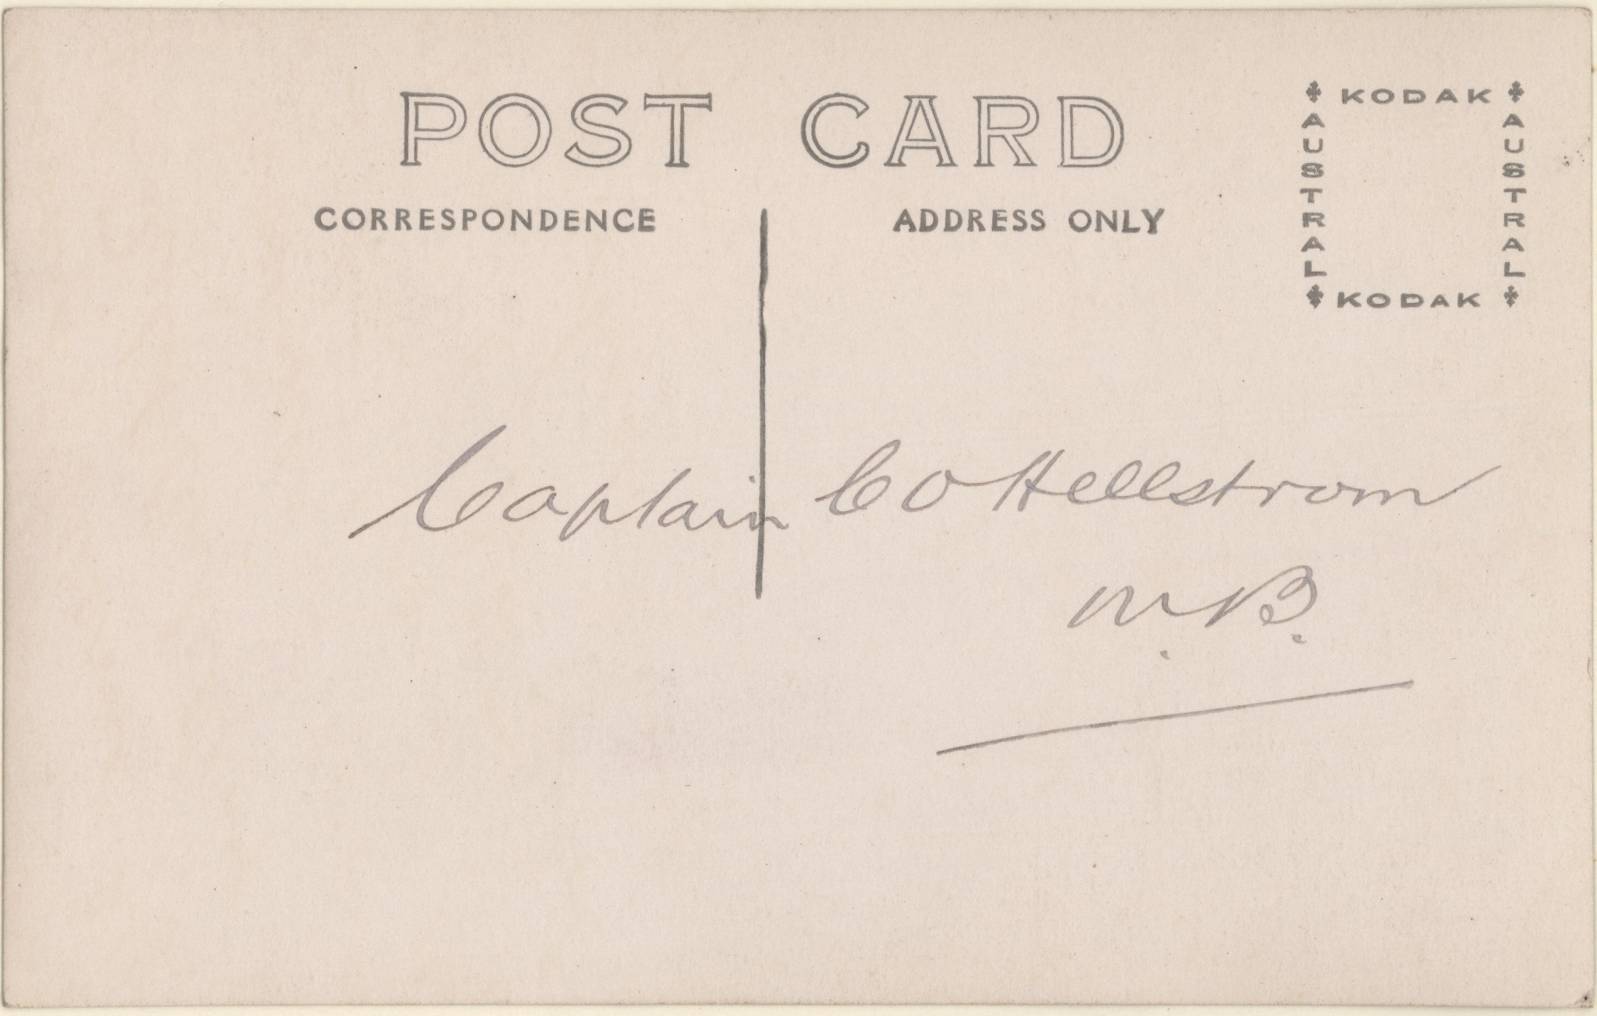 POST CARD
CORRESPONDENCE
ADDRESS ONLY
KODAK
AUSTRAL
AUSTRAL
KODAK
Captain C O Hellstrom
M.B.